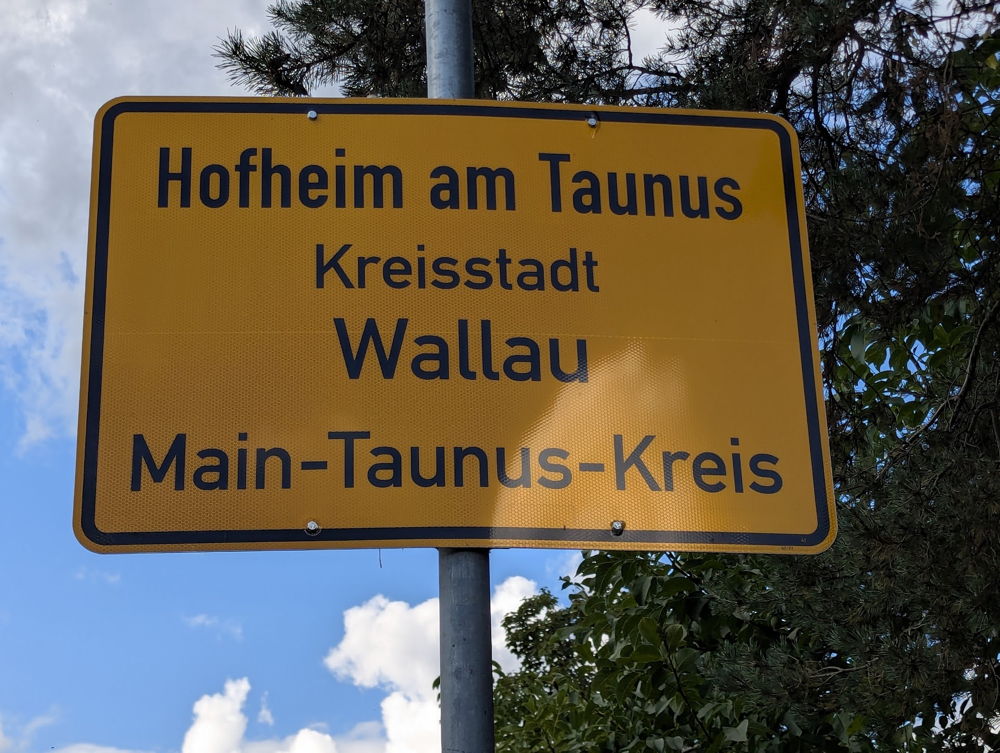 Hofheim am Taunus
Kreisstadt
Wallau
Main-Taunus-Kreis